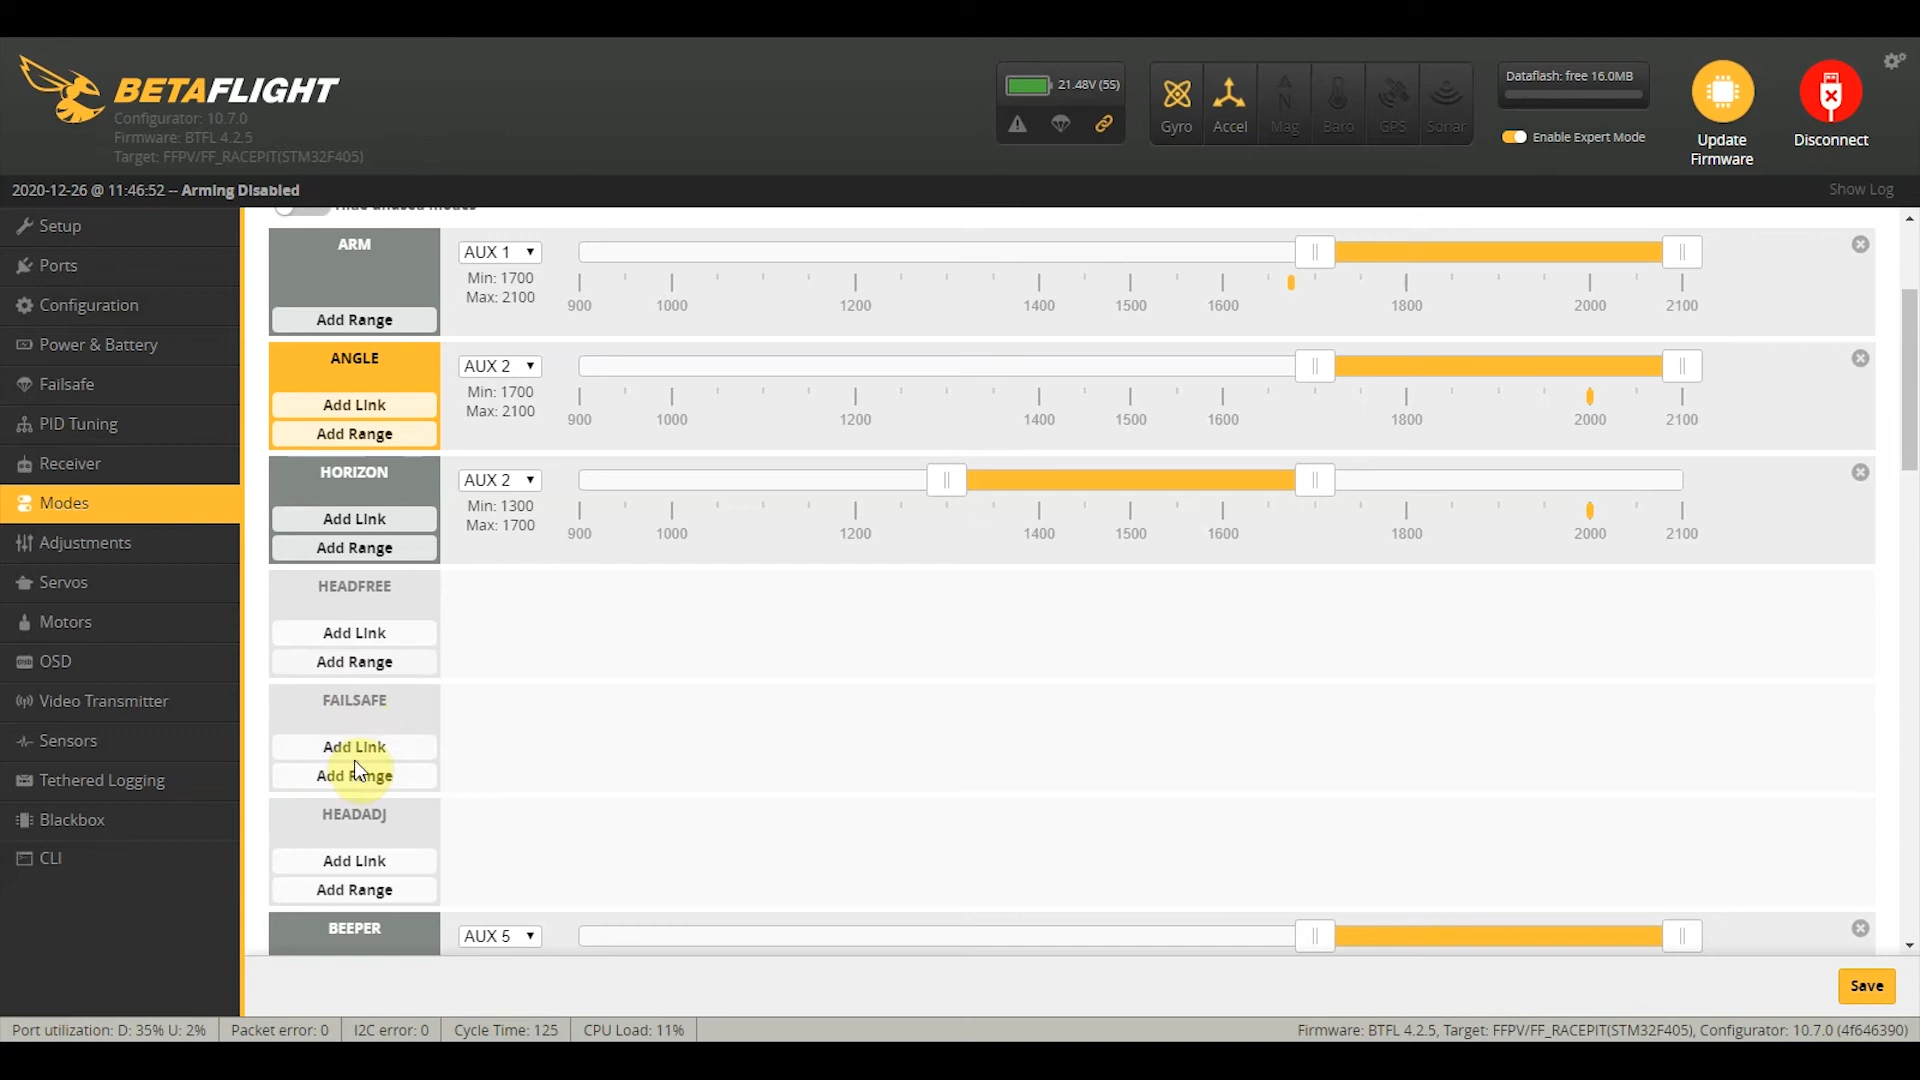 BETAFLIGHT
Configurator: 10.7.0
Firmware: BTFL 4.2.5
Target: FFPV/FF_RACEPIT(STM32F405)
21.48V (5S)
Gyro
Accel
Mag
Baro
GPS
Sonar
Dataflash: free 16.0MB
Enable Expert Mode
Update
Firmware
Disconnect
2020-12-26 @ 11:46:52 -- Arming Disabled
Show Log
Setup
Ports
Configuration
Power & Battery
Failsafe
PID Tuning
Receiver
Modes
Adjustments
Servos
Motors
OSD
Video Transmitter
Sensors
Tethered Logging
Blackbox
CLI
Hide unused modes
ARM
Add Range
AUX 1
Min: 1700
Max: 2100
900 1000 1200 1400 1500 1600 1800 2000 2100
ANGLE
Add Link
Add Range
AUX 2
Min: 1700
Max: 2100
900 1000 1200 1400 1500 1600 1800 2000 2100
HORIZON
Add Link
Add Range
AUX 2
Min: 1300
Max: 1700
900 1000 1200 1400 1500 1600 1800 2000 2100
HEADFREE
Add Link
Add Range
FAILSAFE
Add Link
Add Range
HEADADJ
Add Link
Add Range
BEEPER
AUX 5
Save
Port utilization: D: 35% U: 2%
Packet error: 0
I2C error: 0
Cycle Time: 125
CPU Load: 11%
Firmware: BTFL 4.2.5, Target: FFPV/FF_RACEPIT(STM32F405), Configurator: 10.7.0 (4f646390)